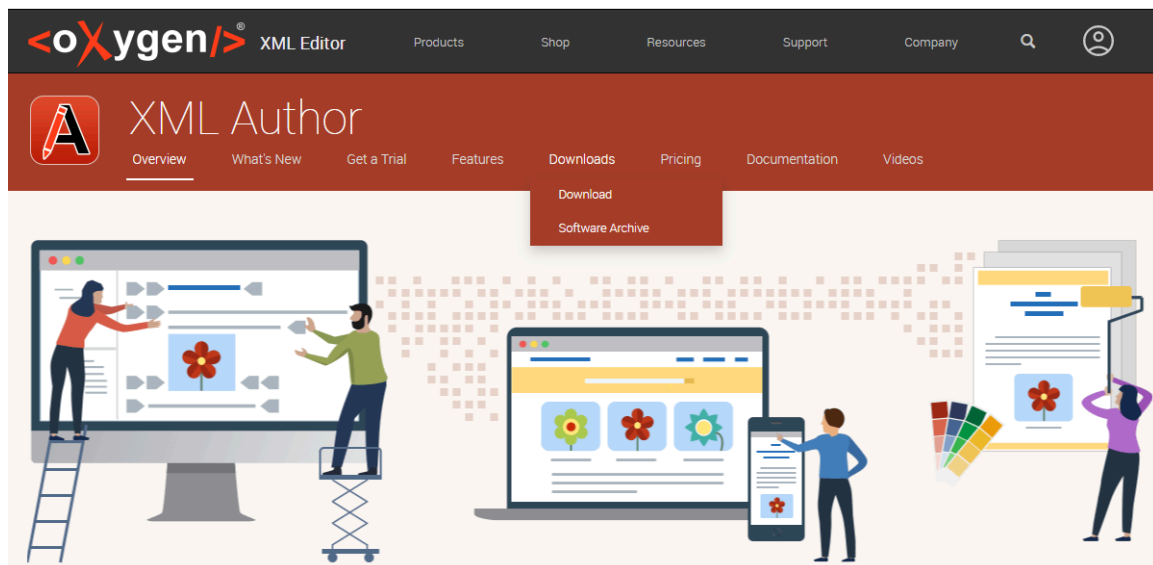 <oXygen/>® XML Editor Products Shop Resources Support Company
XML Author
Overview What's New Get a Trial Features Downloads Pricing Documentation Videos
Download
Software Archive